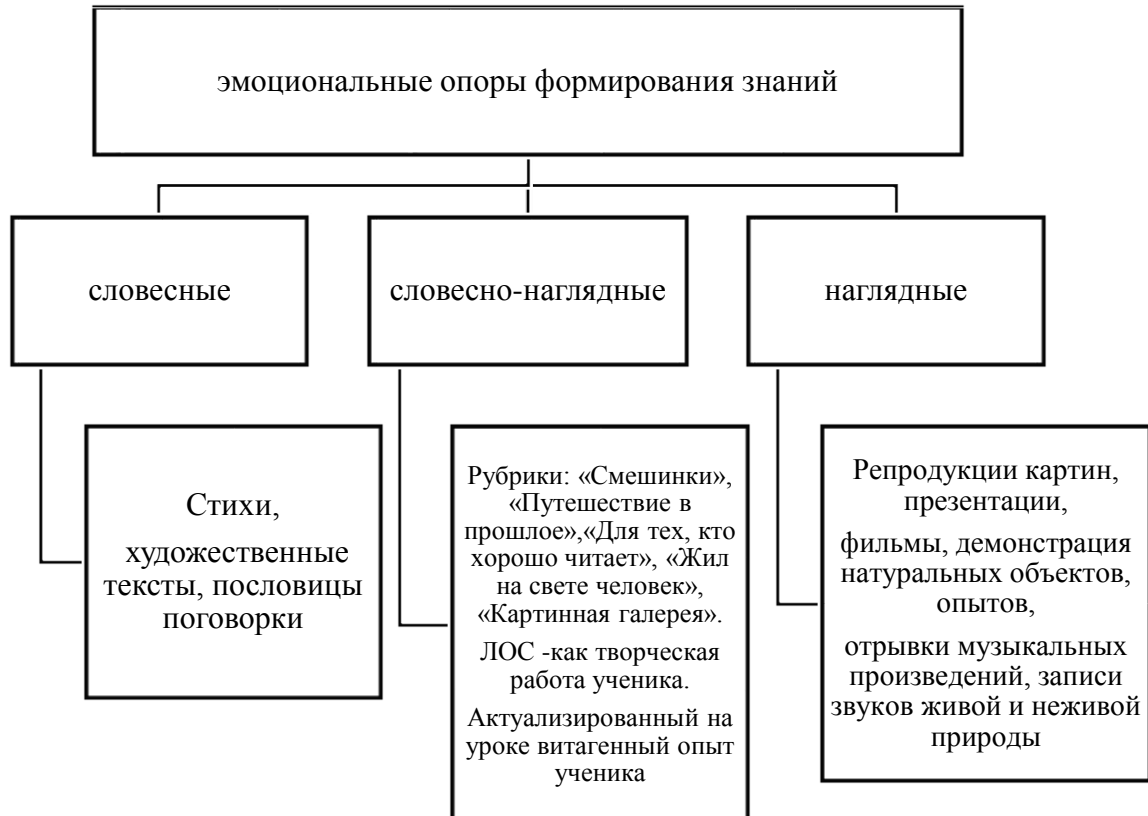 эмоциональные опоры формирования знаний
словесные
словесно-наглядные
наглядные
Стихи,
художественные
тексты, пословицы
поговорки
Рубрики: «Смешинки»,
«Путешествие в
прошлое»,«Для тех, кто
хорошо читает», «Жил
на свете человек»,
«Картинная галерея».
ЛОС -как творческая
работа ученика.
Актуализированный на
уроке витагенный опыт
ученика
Репродукции картин,
презентации,
фильмы, демонстрация
натуральных объектов,
опытов,
отрывки музыкальных
произведений, записи
звуков живой и неживой
природы